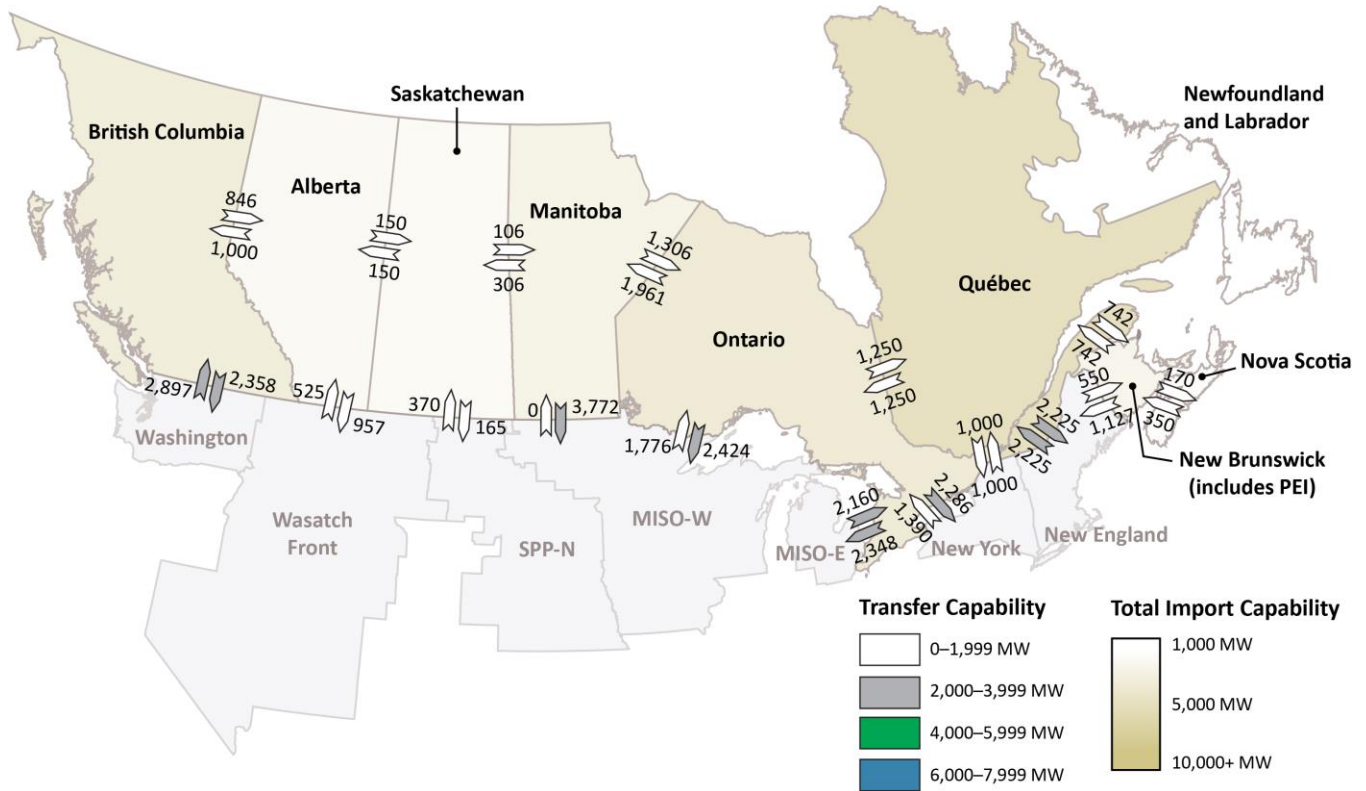 Saskatchewan
Newfoundland
and Labrador
British Columbia
Alberta
Manitoba
846
1,000
150
150
106
306
1,306
1,961
Québec
Ontario
1,250
1,250
742
742
Nova Scotia
170
350
550
1,127
New Brunswick
(includes PEI)
2,897
2,358
525
957
370
165
0
3,772
1,776
2,424
2,160
2,348
1,390
2,286
1,000
1,000
2,225
2,225
Washington
Wasatch
Front
SPP-N
MISO-W
MISO-E
New York
New England
Transfer Capability
0–1,999 MW
2,000–3,999 MW
4,000–5,999 MW
6,000–7,999 MW
Total Import Capability
1,000 MW
5,000 MW
10,000+ MW